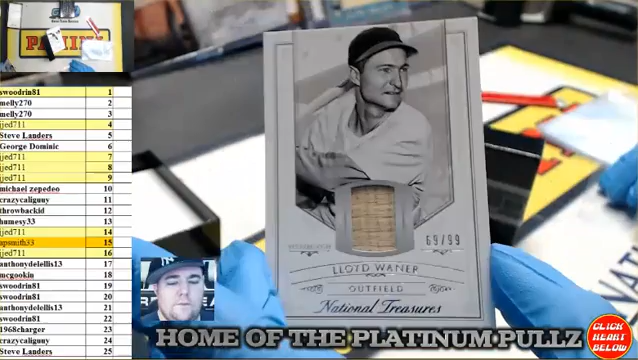 PANINI
swoodrin81 1
melly270 2
melly270 3
jjed711 4
Steve Landers 5
George Dominic 6
jjed711 7
jjed711 8
jjed711 9
michael zepedeo 10
crazycaliguny 11
throwbackid 12
humesy33 13
jjed711 14
apsmith33 15
jjed711 16
anthonydelellis13 17
mcgookin 18
swoodrin81 19
swoodrin81 20
anthonydelellis13 21
swoodrin81 22
1968charger 23
crazycaliguny 24
Steve Landers 25
69/99
LLOYD WANER
OUTFIELD
National Treasures
HOME OF THE PLATINUM PULLZ
CLICK
HEART
BELOW